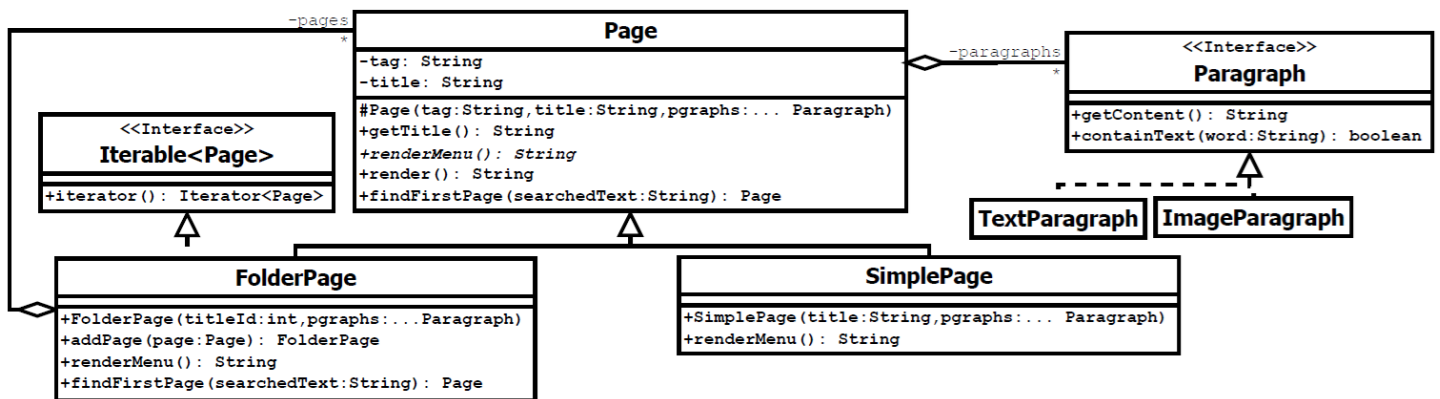 -pages
*
Page
-tag: String
-title: String
#Page(tag:String,title:String,pgraphs:... Paragraph)
+getTitle(): String
+renderMenu(): String
+render(): String
+findFirstPage(searchedText:String): Page
-paragraphs
*
<<Interface>>
Paragraph
+getContent(): String
+containText(word:String): boolean
<<Interface>>
Iterable<Page>
+iterator(): Iterator<Page>
TextParagraph
ImageParagraph
FolderPage
+FolderPage(titleId:int,pgraphs:...Paragraph)
+addPage(page:Page): FolderPage
+renderMenu(): String
+findFirstPage(searchedText:String): Page
SimplePage
+SimplePage(title:String,pgraphs:... Paragraph)
+renderMenu(): String